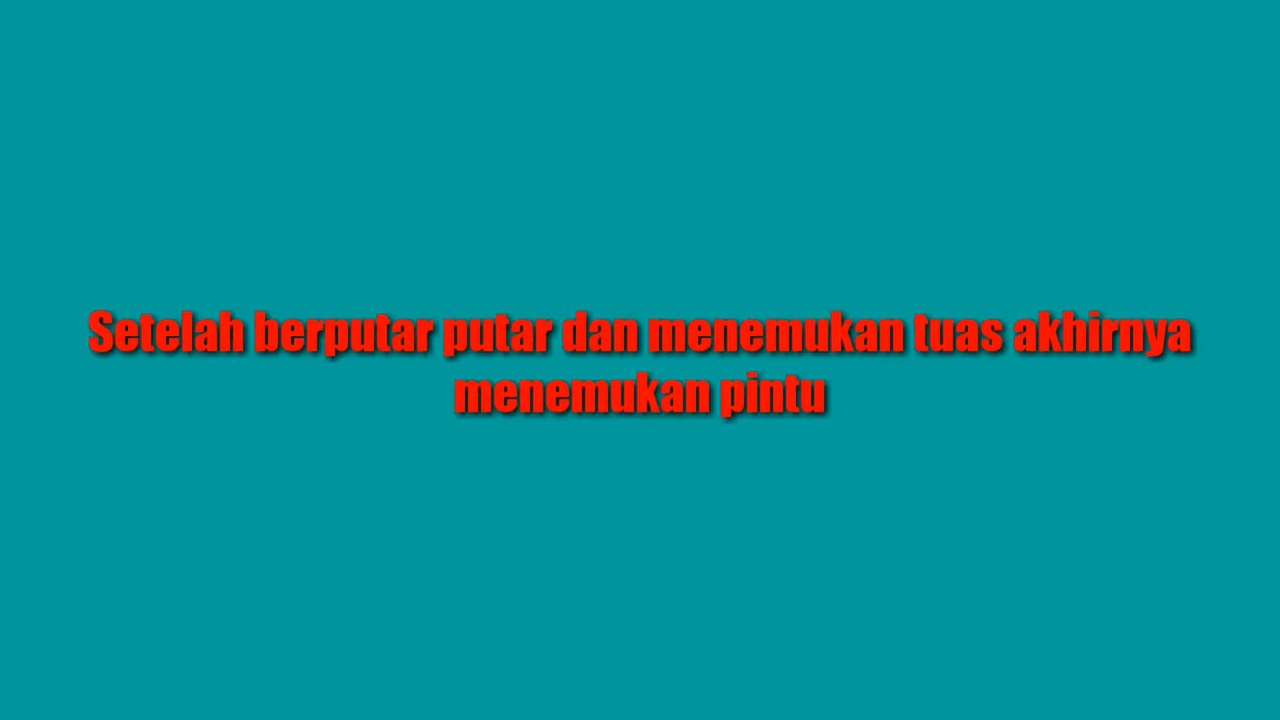 Setelah berputar putar dan menemukan tuas akhirnya
menemukan pintu